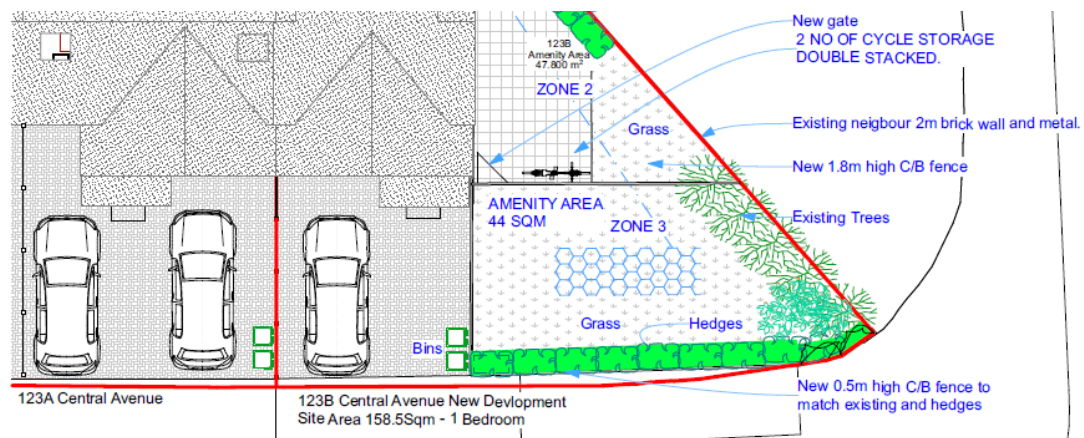 New gate
2 NO OF CYCLE STORAGE
DOUBLE STACKED.
123B
Amenity Area
47.800 m²
ZONE 2
Grass
Existing neigbour 2m brick wall and metal.
New 1.8m high C/B fence
AMENITY AREA
44 SQM
ZONE 3
Existing Trees
Grass
Hedges
Bins
New 0.5m high C/B fence to
match existing and hedges
123A Central Avenue
123B Central Avenue New Devlopment
Site Area 158.5Sqm - 1 Bedroom